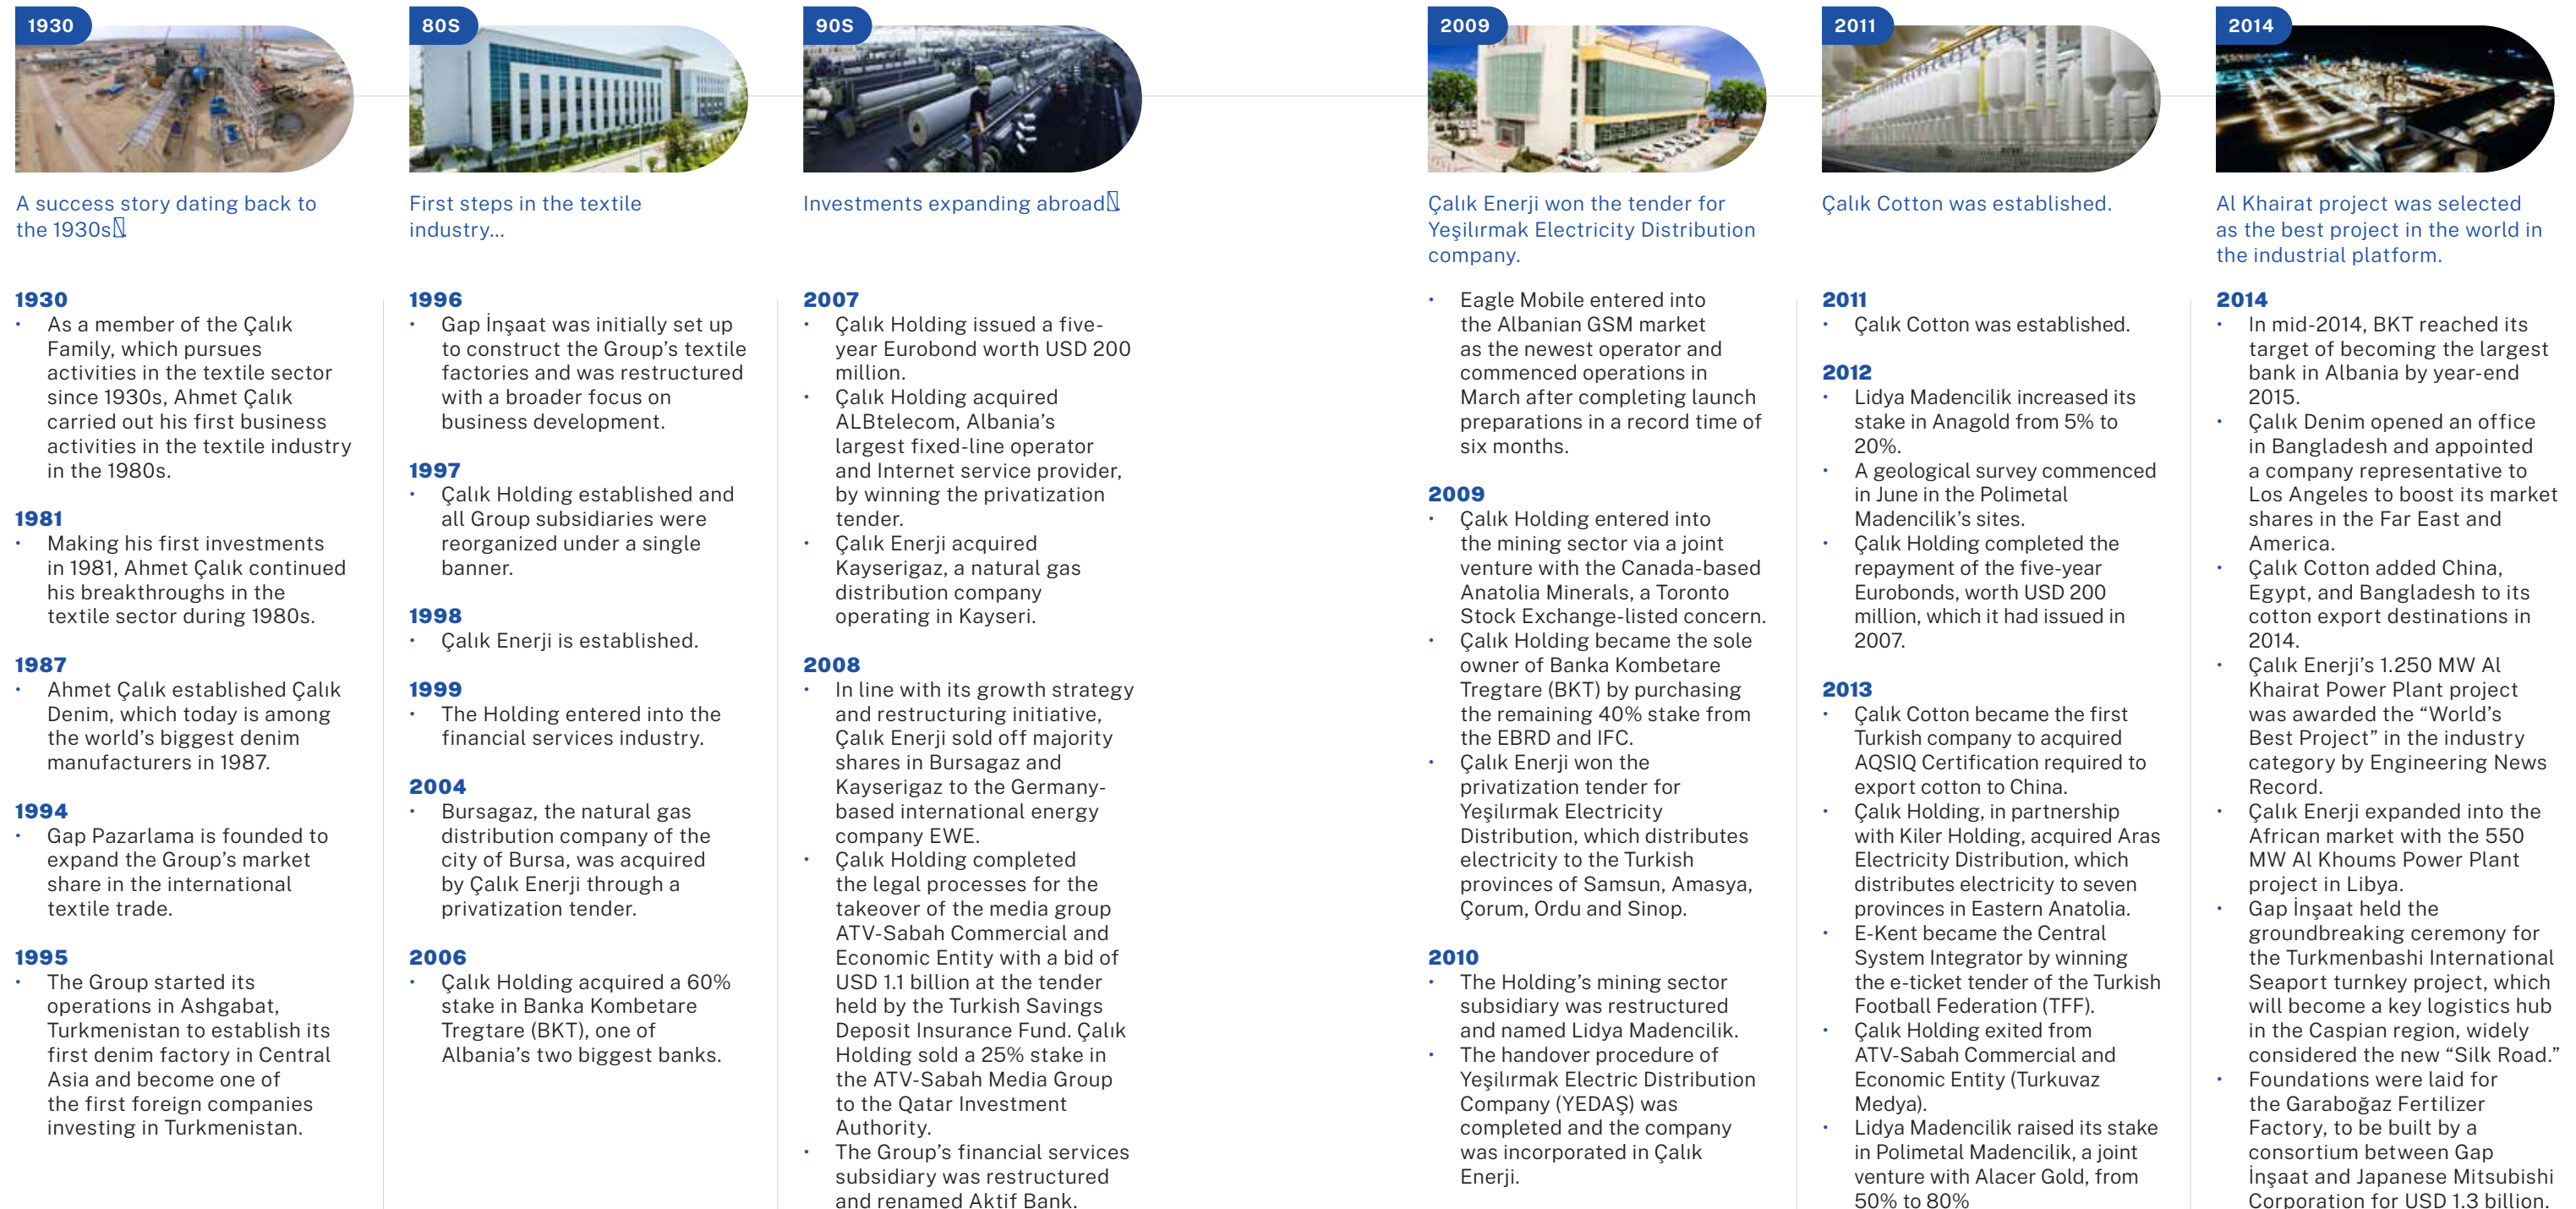 1930
A success story dating back to
the 1930s
1930
• As a member of the Çalık
Family, which pursues
activities in the textile sector
since 1930s, Ahmet Çalık
carried out his first business
activities in the textile industry
in the 1980s.
1981
• Making his first investments
in 1981, Ahmet Çalık continued
his breakthroughs in the
textile sector during 1980s.
1987
• Ahmet Çalık established Çalık
Denim, which today is among
the world’s biggest denim
manufacturers in 1987.
1994
• Gap Pazarlama is founded to
expand the Group’s market
share in the international
textile trade.
1995
• The Group started its
operations in Ashgabat,
Turkmenistan to establish its
first denim factory in Central
Asia and become one of
the first foreign companies
investing in Turkmenistan.
80S
First steps in the textile
industry...
1996
• Gap İnşaat was initially set up
to construct the Group’s textile
factories and was restructured
with a broader focus on
business development.
1997
• Çalık Holding established and
all Group subsidiaries were
reorganized under a single
banner.
1998
• Çalık Enerji is established.
1999
• The Holding entered into the
financial services industry.
2004
• Bursagaz, the natural gas
distribution company of the
city of Bursa, was acquired
by Çalık Enerji through a
privatization tender.
2006
• Çalık Holding acquired a 60%
stake in Banka Kombetare
Tregtare (BKT), one of
Albania’s two biggest banks.
90S
Investments expanding abroad
2007
• Çalık Holding issued a five-
year Eurobond worth USD 200
million.
• Çalık Holding acquired
ALBtelecom, Albania’s
largest fixed-line operator
and Internet service provider,
by winning the privatization
tender.
• Çalık Enerji acquired
Kayserigaz, a natural gas
distribution company
operating in Kayseri.
2008
• In line with its growth strategy
and restructuring initiative,
Çalık Enerji sold off majority
shares in Bursagaz and
Kayserigaz to the Germany-
based international energy
company EWE.
• Çalık Holding completed
the legal processes for the
takeover of the media group
ATV-Sabah Commercial and
Economic Entity with a bid of
USD 1.1 billion at the tender
held by the Turkish Savings
Deposit Insurance Fund. Çalık
Holding sold a 25% stake in
the ATV-Sabah Media Group
to the Qatar Investment
Authority.
• The Group’s financial services
subsidiary was restructured
and renamed Aktif Bank.
2009
Çalık Enerji won the tender for
Yeşilırmak Electricity Distribution
company.
• Eagle Mobile entered into
the Albanian GSM market
as the newest operator and
commenced operations in
March after completing launch
preparations in a record time of
six months.
2009
• Çalık Holding entered into
the mining sector via a joint
venture with the Canada-based
Anatolia Minerals, a Toronto
Stock Exchange-listed concern.
• Çalık Holding became the sole
owner of Banka Kombetare
Tregtare (BKT) by purchasing
the remaining 40% stake from
the EBRD and IFC.
• Çalık Enerji won the
privatization tender for
Yeşilırmak Electricity
Distribution, which distributes
electricity to the Turkish
provinces of Samsun, Amasya,
Çorum, Ordu and Sinop.
2010
• The Holding’s mining sector
subsidiary was restructured
and named Lidya Madencilik.
• The handover procedure of
Yeşilırmak Electric Distribution
Company (YEDAŞ) was
completed and the company
was incorporated in Çalık
Enerji.
2011
Çalık Cotton was established.
2011
• Çalık Cotton was established.
2012
• Lidya Madencilik increased its
stake in Anagold from 5% to
20%.
• A geological survey commenced
in June in the Polimetal
Madencilik’s sites.
• Çalık Holding completed the
repayment of the five-year
Eurobonds, worth USD 200
million, which it had issued in
2007.
2013
• Çalık Cotton became the first
Turkish company to acquired
AQSIQ Certification required to
export cotton to China.
• Çalık Holding, in partnership
with Kiler Holding, acquired Aras
Electricity Distribution, which
distributes electricity to seven
provinces in Eastern Anatolia.
• E-Kent became the Central
System Integrator by winning
the e-ticket tender of the Turkish
Football Federation (TFF).
• Çalık Holding exited from
ATV-Sabah Commercial and
Economic Entity (Turkuvaz
Medya).
• Lidya Madencilik raised its stake
in Polimetal Madencilik, a joint
venture with Alacer Gold, from
50% to 80%
2014
Al Khairat project was selected
as the best project in the world in
the industrial platform.
2014
• In mid-2014, BKT reached its
target of becoming the largest
bank in Albania by year-end
2015.
• Çalık Denim opened an office
in Bangladesh and appointed
a company representative to
Los Angeles to boost its market
shares in the Far East and
America.
• Çalık Cotton added China,
Egypt, and Bangladesh to its
cotton export destinations in
2014.
• Çalık Enerji’s 1.250 MW Al
Khairat Power Plant project
was awarded the “World’s
Best Project” in the industry
category by Engineering News
Record.
• Çalık Enerji expanded into the
African market with the 550
MW Al Khoums Power Plant
project in Libya.
• Gap İnşaat held the
groundbreaking ceremony for
the Turkmenbashi International
Seaport turnkey project, which
will become a key logistics hub
in the Caspian region, widely
considered the new “Silk Road.”
• Foundations were laid for
the Garaboğaz Fertilizer
Factory, to be built by a
consortium between Gap
İnşaat and Japanese Mitsubishi
Corporation for USD 1.3 billion.